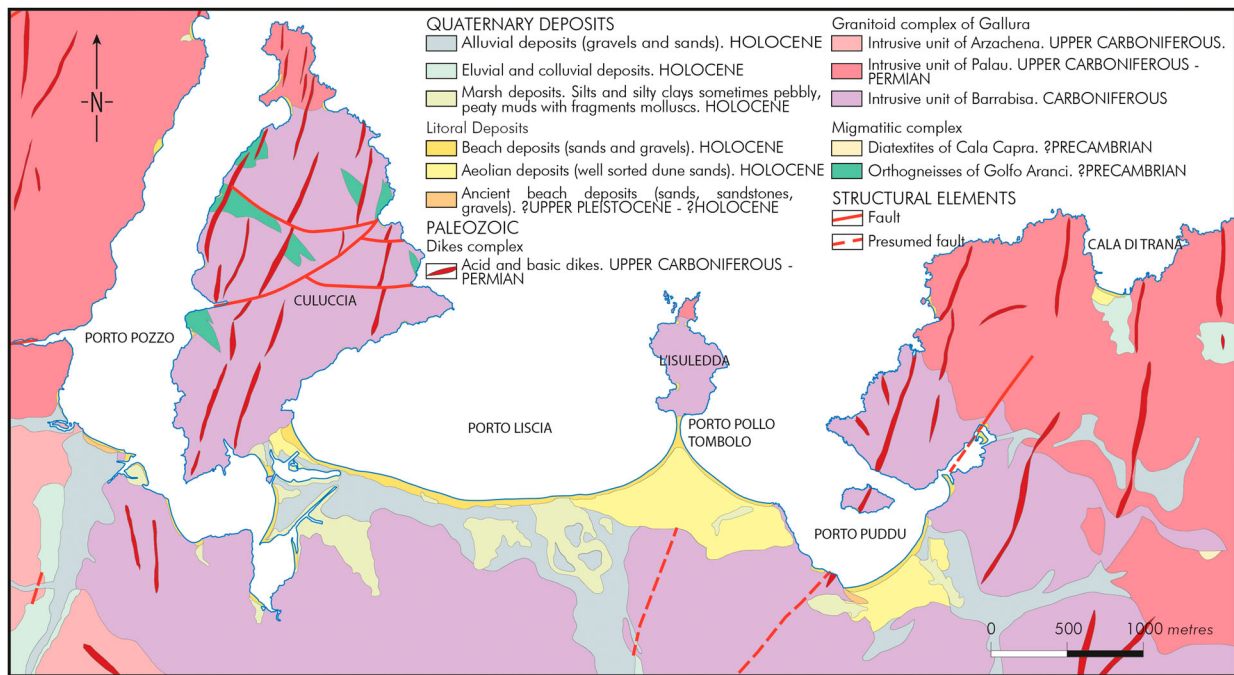 -N-
QUATERNARY DEPOSITS
Alluvial deposits (gravels and sands). HOLOCENE
Eluvial and colluvial deposits. HOLOCENE
Marsh deposits. Silts and silty clays sometimes pebbly,
peaty muds with fragments molluscs. HOLOCENE
Litoral Deposits
Beach deposits (sands and gravels). HOLOCENE
Aeolian deposits (well sorted dune sands). HOLOCENE
Ancient beach deposits (sands, sandstones,
gravels). ?UPPER PLEISTOCENE - ?HOLOCENE
PALEOZOIC
Dikes complex
Acid and basic dikes. UPPER CARBONIFEROUS -
PERMIAN
Granitoid complex of Gallura
Intrusive unit of Arzachena. UPPER CARBONIFEROUS.
Intrusive unit of Palau. UPPER CARBONIFEROUS -
PERMIAN
Intrusive unit of Barrabisa. CARBONIFEROUS
Migmatitic complex
Diatextites of Cala Capra. ?PRECAMBRIAN
Orthogneisses of Golfo Aranci. ?PRECAMBRIAN
STRUCTURAL ELEMENTS
Fault
Presumed fault
CALA DI TRANA
CULUCCIA
PORTO POZZO
L'ISULEDDA
PORTO LISCIA
PORTO POLLO
TOMBOLO
PORTO PUDDU
0 500 1000 metres